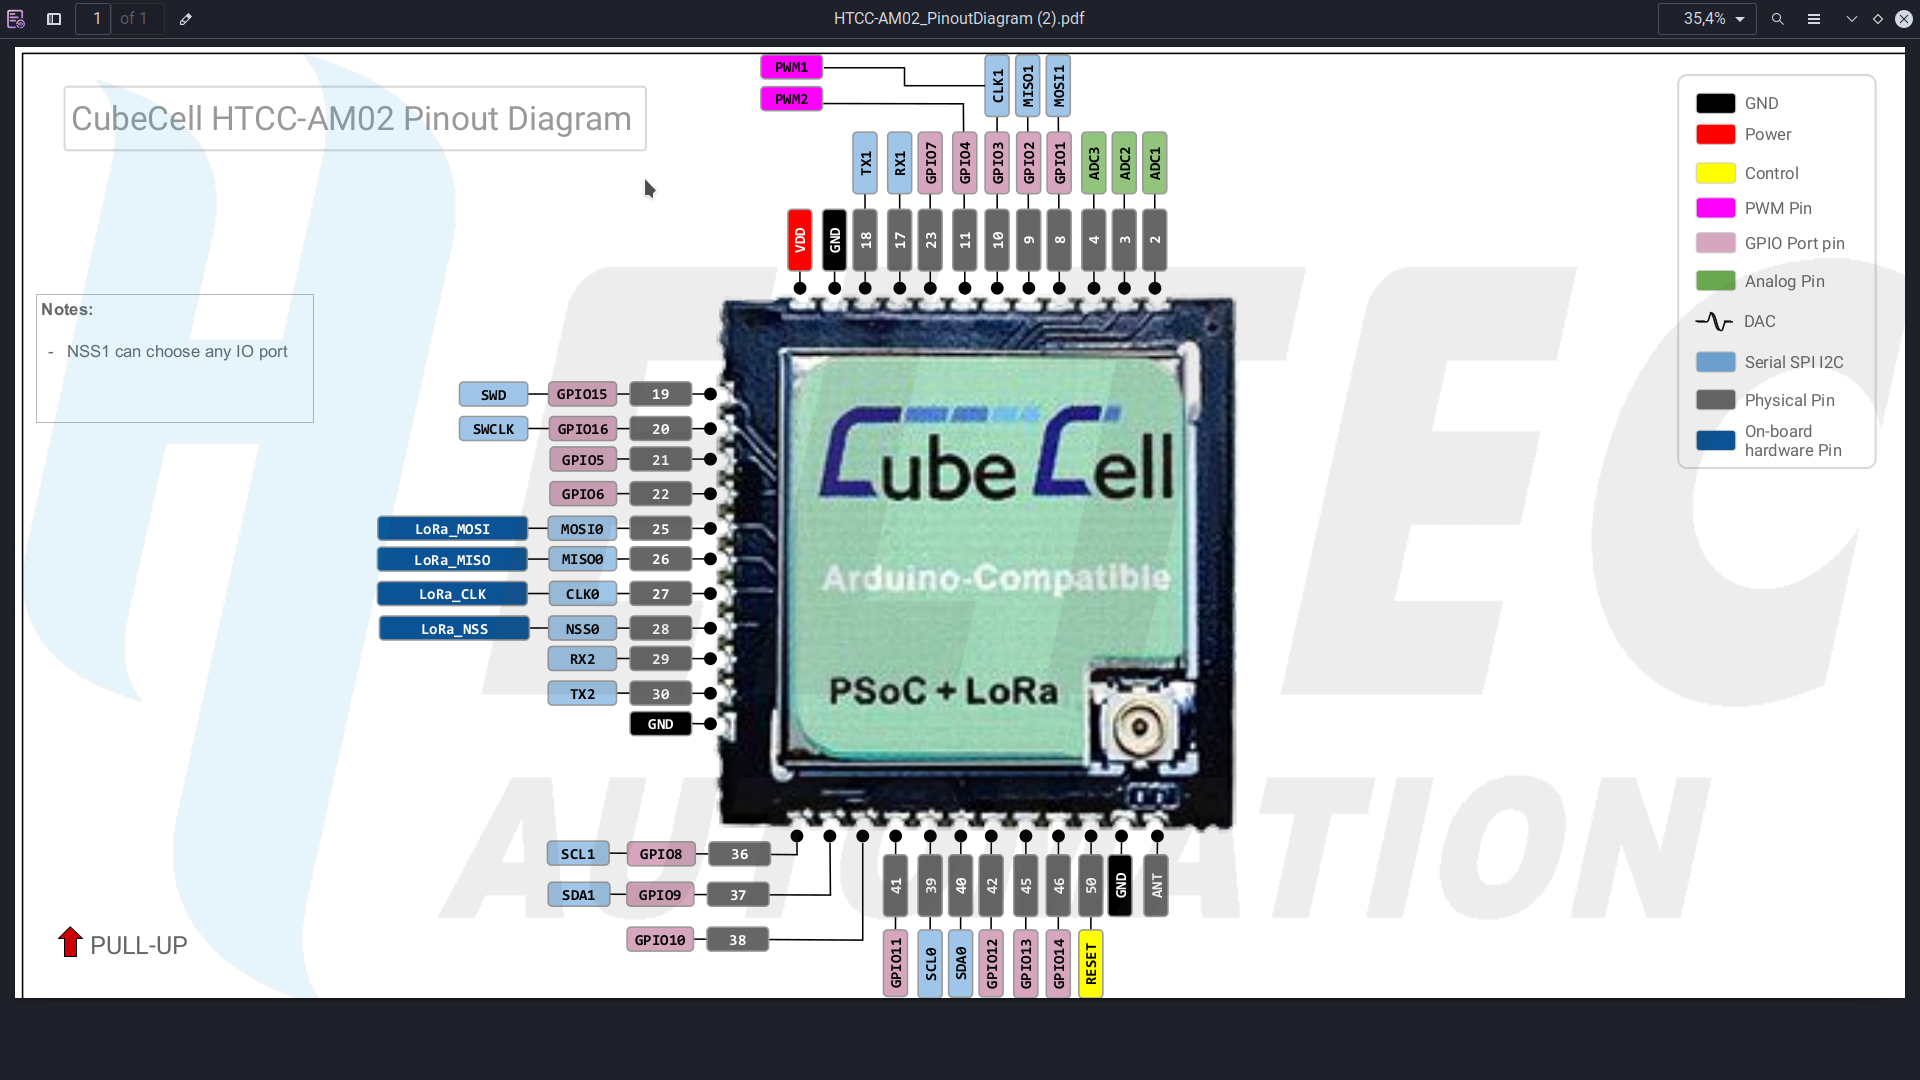 1 of 1
HTCC-AM02_PinoutDiagram (2).pdf
35,4%
CubeCell HTCC-AM02 Pinout Diagram
PWM1
PWM2
CLK1 MISO1 MOSI1
TX1 RX1 GPIO7 GPIO4 GPIO3 GPIO2 GPIO1 ADC3 ADC2 ADC1
VDD GND 18 17 23 11 10 9 8 4 3 2
GND
Power
Control
PWM Pin
GPIO Port pin
Analog Pin
DAC
Serial SPI I2C
Physical Pin
On-board
hardware Pin
Notes:
- NSS1 can choose any IO port
SWD GPIO15 19
SWCLK GPIO16 20
GPIO5 21
GPIO6 22
LoRa_MOSI MOSI0 25
LoRa_MISO MISO0 26
LoRa_CLK CLK0 27
LoRa_NSS NSS0 28
RX2 29
TX2 30
GND
CubeCell
Arduino-Compatible
PSoC + LoRa
HELTEC
AUTOMATION
SCL1 GPIO8 36
SDA1 GPIO9 37
GPIO10 38
41 39 40 42 45 46 50 GND ANT
GPIO11 SCL0 SDA0 GPIO12 GPIO13 GPIO14 RESET
PULL-UP